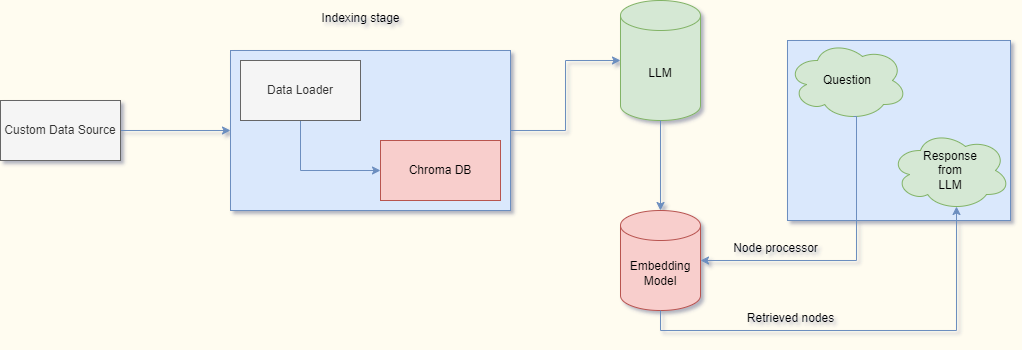 Indexing stage
Data Loader
Custom Data Source
Chroma DB
LLM
Question
Response
from
LLM
Node processor
Embedding
Model
Retrieved nodes